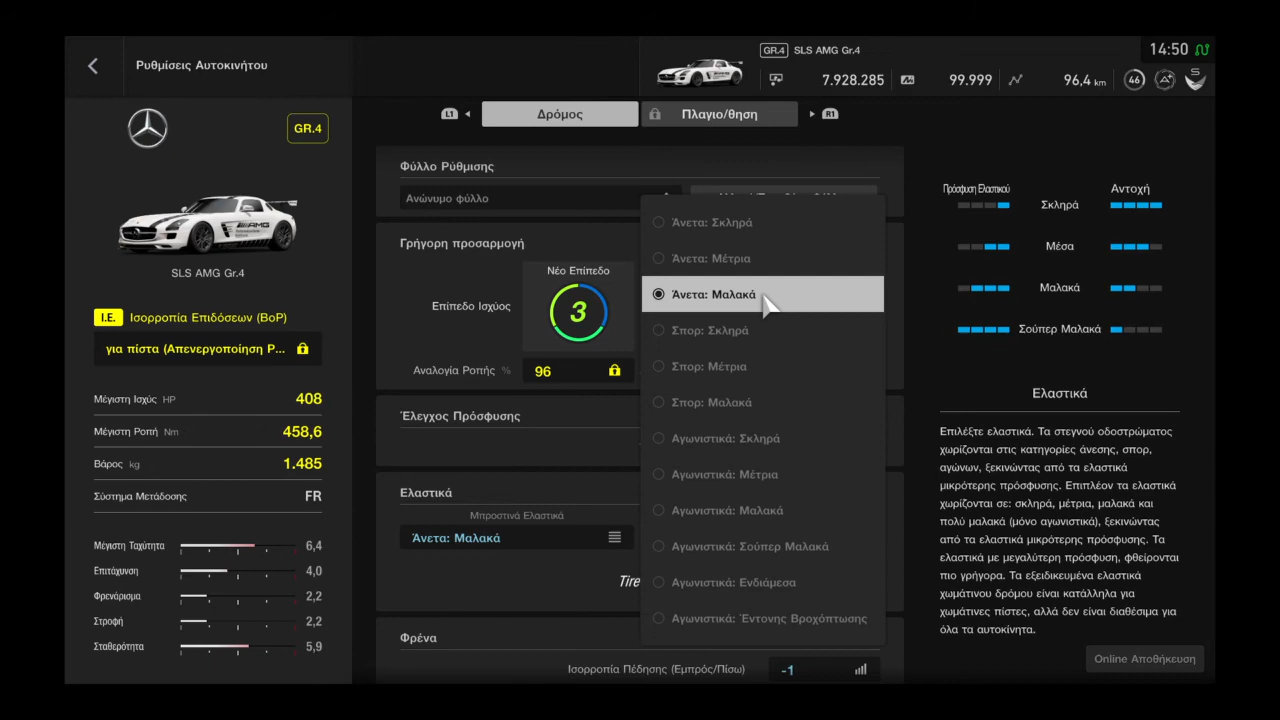 Ρυθμίσεις Αυτοκινήτου
GR.4 SLS AMG Gr.4
14:50
7.928.285
99.999
96,4 km
46
S
L1
Δρόμος
Πλαγιο/θηση
R1
GR.4
SLS AMG Gr.4
Ι.Ε. Ισορροπία Επιδόσεων (BoP)
για πίστα (Απενεργοποίηση Ρ...
Μέγιστη Ισχύς HP 408
Μέγιστη Ροπή Nm 458,6
Βάρος kg 1.485
Σύστημα Μετάδοσης FR
Μέγιστη Ταχύτητα 6,4
Επιτάχυνση 4,0
Φρενάρισμα 2,2
Στροφή 2,2
Σταθερότητα 5,9
Φύλλο Ρύθμισης
Ανώνυμο φύλλο
Γρήγορη προσαρμογή
Νέο Επίπεδο
Επίπεδο Ισχύος 3
Αναλογία Ροπής % 96
Έλεγχος Πρόσφυσης
Ελαστικά
Μπροστινά Ελαστικά
Άνετα: Μαλακά
Tire
Φρένα
Ισορροπία Πέδησης (Εμπρός/Πίσω) -1
Άνετα: Σκληρά
Άνετα: Μέτρια
Άνετα: Μαλακά
Σπορ: Σκληρά
Σπορ: Μέτρια
Σπορ: Μαλακά
Αγωνιστικά: Σκληρά
Αγωνιστικά: Μέτρια
Αγωνιστικά: Μαλακά
Αγωνιστικά: Σούπερ Μαλακά
Αγωνιστικά: Ενδιάμεσα
Αγωνιστικά: Έντονης Βροχόπτωσης
Πρόσφυση Ελαστικού
Αντοχή
Σκληρά
Μέσα
Μαλακά
Σούπερ Μαλακά
Ελαστικά
Επιλέξτε ελαστικά. Τα στεγνού οδοστρώματος
χωρίζονται στις κατηγορίες άνεσης, σπορ,
αγώνων, ξεκινώντας από τα ελαστικά
μικρότερης πρόσφυσης. Επιπλέον τα ελαστικά
χωρίζονται σε: σκληρά, μέτρια, μαλακά και
πολύ μαλακά (μόνο αγωνιστικά), ξεκινώντας
από τα ελαστικά μικρότερης πρόσφυσης. Τα
ελαστικά με μεγαλύτερη πρόσφυση, φθείρονται
πιο γρήγορα. Τα εξειδικευμένα ελαστικά
χωμάτινου δρόμου είναι κατάλληλα για
χωμάτινες πίστες, αλλά δεν είναι διαθέσιμα για
όλα τα αυτοκίνητα.
Online Αποθήκευση